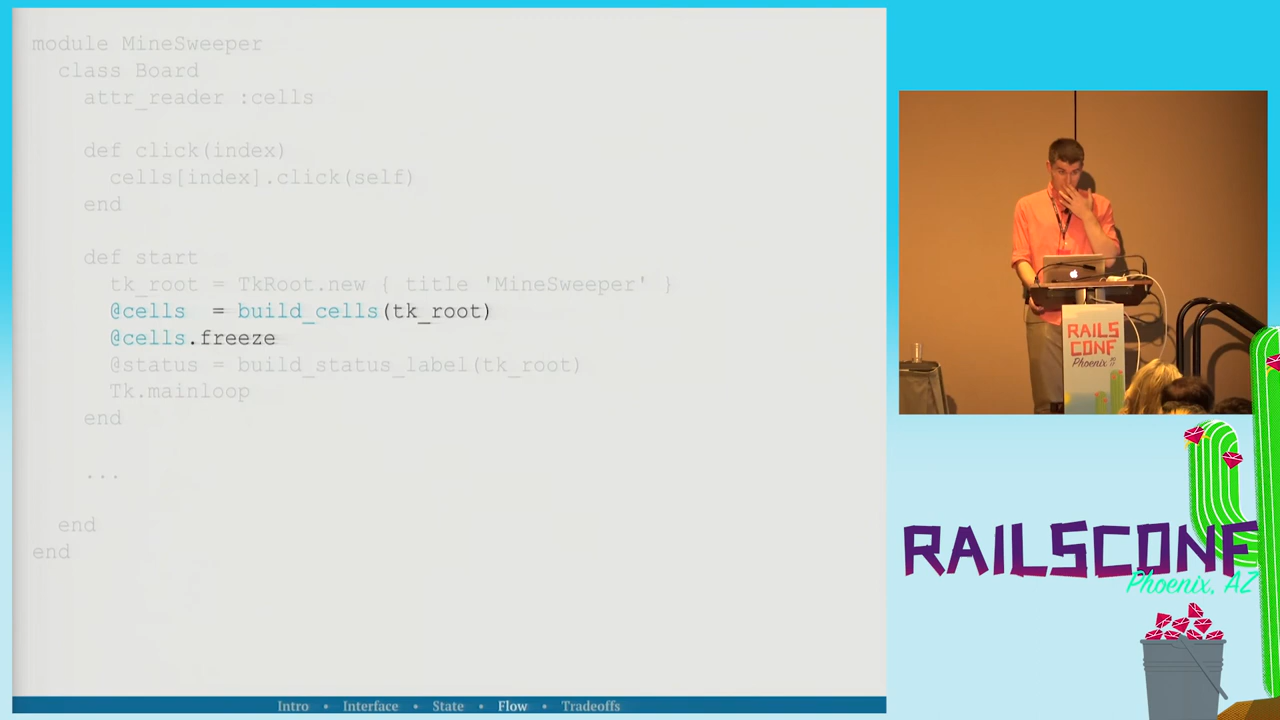 module MineSweeper
class Board
attr_reader :cells
def click(index)
cells[index].click(self)
end
def start
tk_root = TkRoot.new { title 'MineSweeper' }
@cells = build_cells(tk_root)
@cells.freeze
@status = build_status_label(tk_root)
Tk.mainloop
end
...
end
end
Intro • Interface • State • Flow • Tradeoffs
RAILS
CONF
Phoenix, AZ
RAILSCONF
Phoenix, AZ